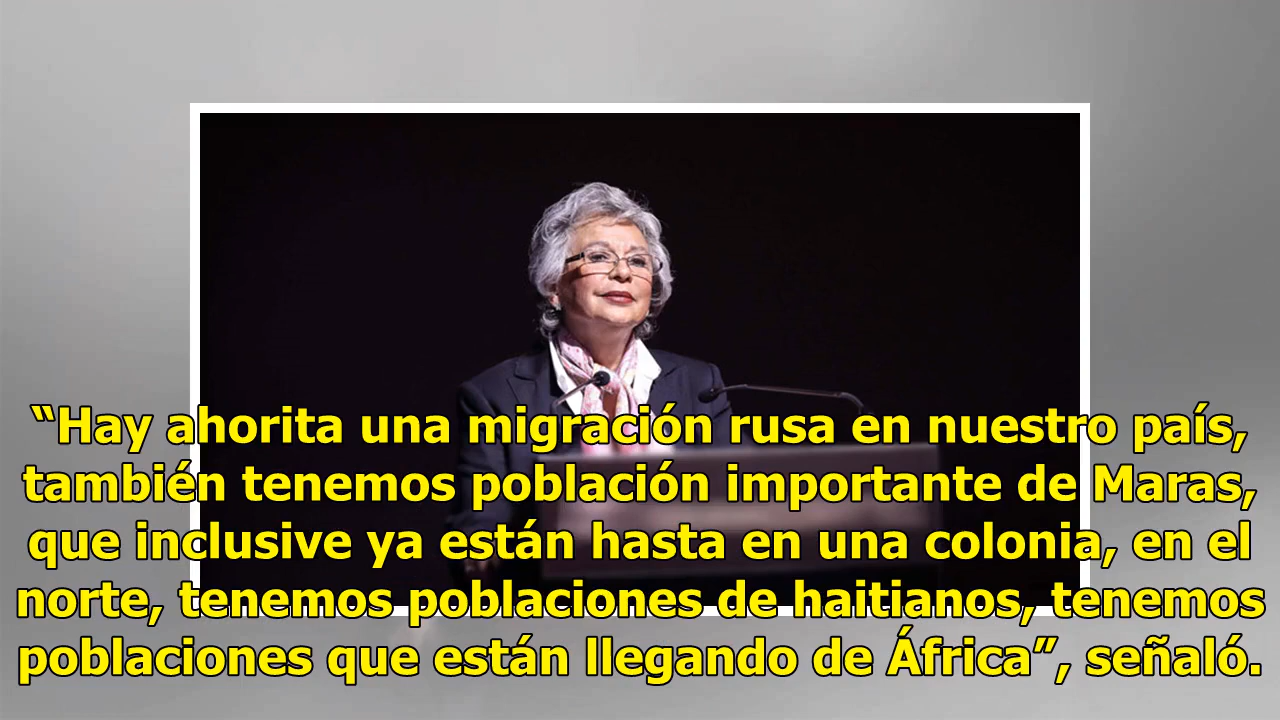 “Hay ahorita una migración rusa en nuestro país,
también tenemos población importante de Maras,
que inclusive ya están hasta en una colonia, en el
norte, tenemos poblaciones de haitianos, tenemos
poblaciones que están llegando de África”, señaló.